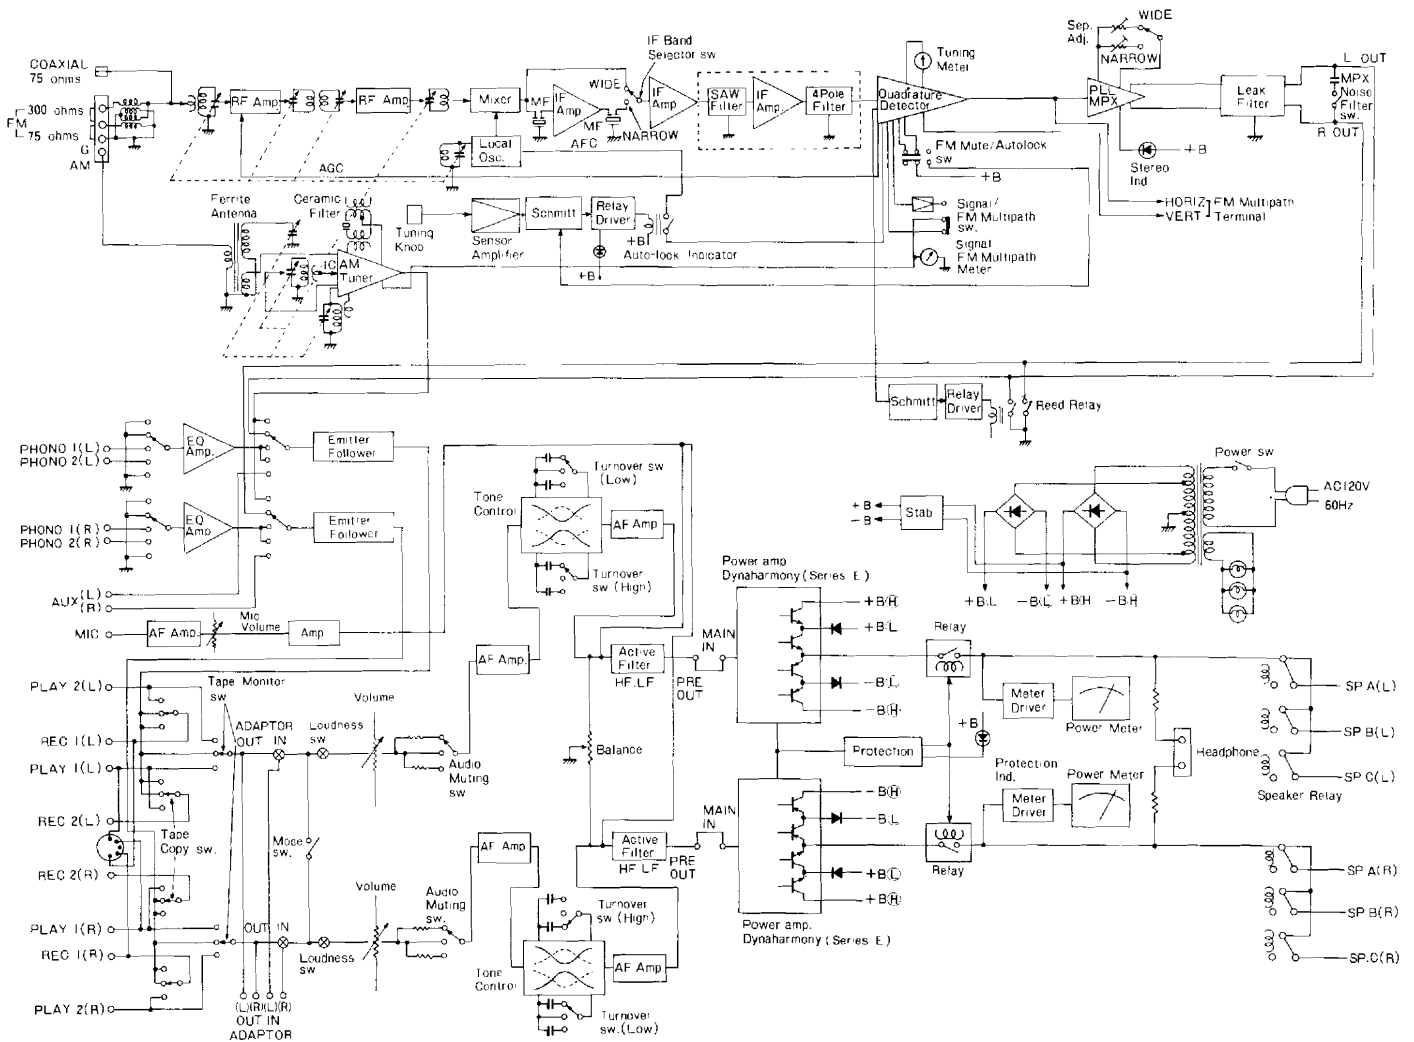 COAXIAL
75 ohms
300 ohms
FM
75 ohms
G
AM
RF Amp
RF Amp
Mixer
Local
Osc.
MF
IF
Amp
MF
WIDE
NARROW
IF Band
Selector sw
IF
Amp
SAW
Filter
IF
Amp.
4Pole
Filter
Quadrature
Detector
Tuning
Meter
Sep.
Adj.
WIDE
NARROW
PLL
MPX
Leak
Filter
L OUT
MPX
Noise
Filter
sw.
R OUT
Stereo
Ind
+B
AGC
AFC
FM Mute/Autolock
sw
+B
Signal/
FM Multipath
sw.
Signal
FM Multipath
Meter
HORIZ
VERT
FM Multipath
Terminal
Ferrite
Antenna
Ceramic
Filter
IC AM
Tuner
Tuning
Knob
Sensor
Amplifier
Schmitt
Relay
Driver
+B
+B
Auto-lock Indicator
Schmitt
Relay
Driver
Reed Relay
PHONO 1(L)
PHONO 2(L)
EQ
Amp.
Emitter
Follower
PHONO 1(R)
PHONO 2(R)
EQ
Amp
Emitter
Follower
AUX
(L)
(R)
MIC
AF Amp.
Mic
Volume
Amp
Tone
Control
Turnover sw
(Low)
AF Amp
Turnover
sw (High)
Power sw
AC120V
60Hz
Stab
+B
-B
+B(L
-B(L
+B(H
-B(H
PLAY 2(L)
REC 1(L)
PLAY 1(L)
REC 2(L)
REC 2(R)
PLAY 1(R)
REC 1(R)
PLAY 2(R)
Tape Monitor
sw
ADAPTOR
OUT IN
Loudness
sw
Volume
Audio
Muting
sw
AF Amp.
Tape
Copy sw.
Mode
sw.
OUT IN
Loudness
sw
Volume
Audio
Muting
sw.
AF Amp
(L)(R)(L)(R)
OUT IN
ADAPTOR
Balance
Active
Filter
HF.LF
PRE
OUT
MAIN
IN
Power amp
Dynaharmony (Series E)
+BⒽ
+B.L
-B.L
-BⒽ
Relay
Meter
Driver
Power Meter
+B
Protection
Protection
Ind.
Meter
Driver
Power Meter
Headphone
Relay
Speaker Relay
SP A(L)
SP B(L)
SP C(L)
SP A(R)
SP B(R)
SP.C(R)
Active
Filter
HF LF
PRE
OUT
MAIN
IN
-BⒽ
-B.L
+BⓁ
+BⒽ
Power amp.
Dynaharmony (Series E)
Tone
Control
Turnover
sw (High)
AF Amp
Turnover
sw.(Low)